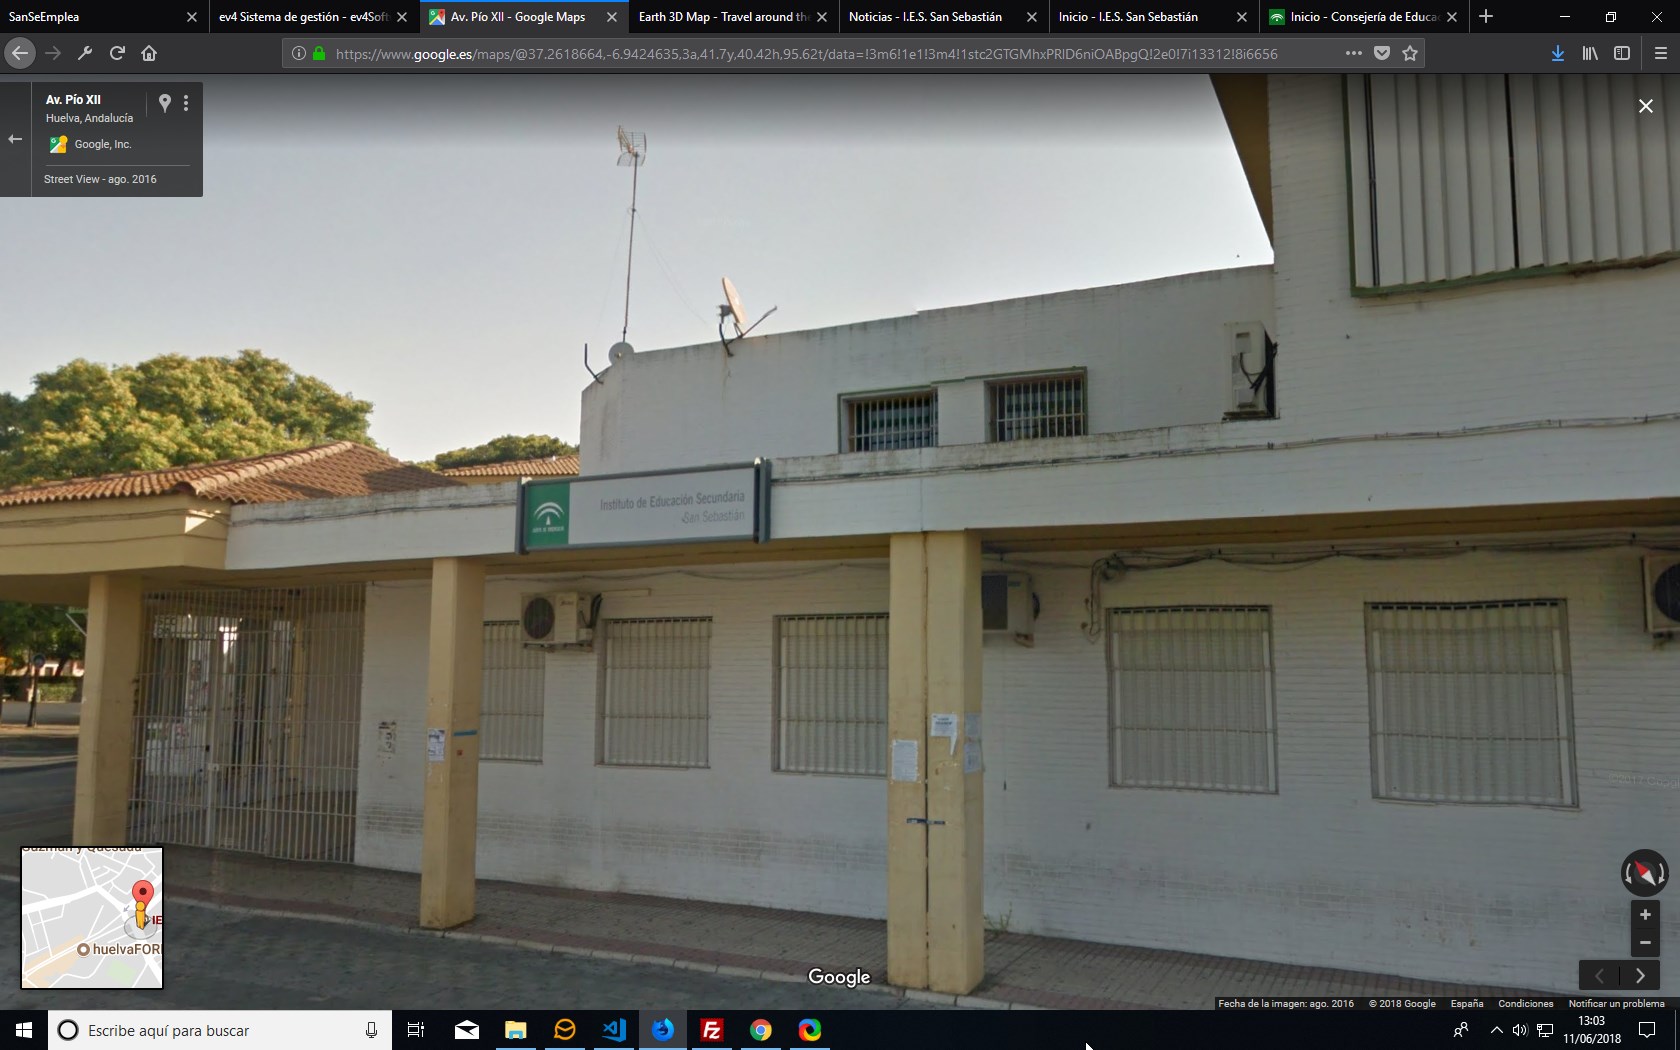 SanSeEmplea
ev4 Sistema de gestión - ev4Soft
Av. Pío XII - Google Maps
Earth 3D Map - Travel around th
Noticias - I.E.S. San Sebastián
Inicio - I.E.S. San Sebastián
Inicio - Consejería de Educa
https://www.google.es/maps/@37.2618664,-6.9424635,3a,41.7y,40.42h,95.62t/data=!3m6!1e1!3m4!1stc2GTGMhxPRlD6niOABpgQ!2e0!7i13312!8i6656
Av. Pío XII
Huelva, Andalucía
Google, Inc.
Street View - ago. 2016
Instituto de Educación Secundaria
San Sebastián
Guzmán y Quesada
IE
huelvaFOR
Google
Fecha de la imagen: ago. 2016 © 2018 Google España Condiciones Notificar un problema
Escribe aquí para buscar
13:03
11/06/2018